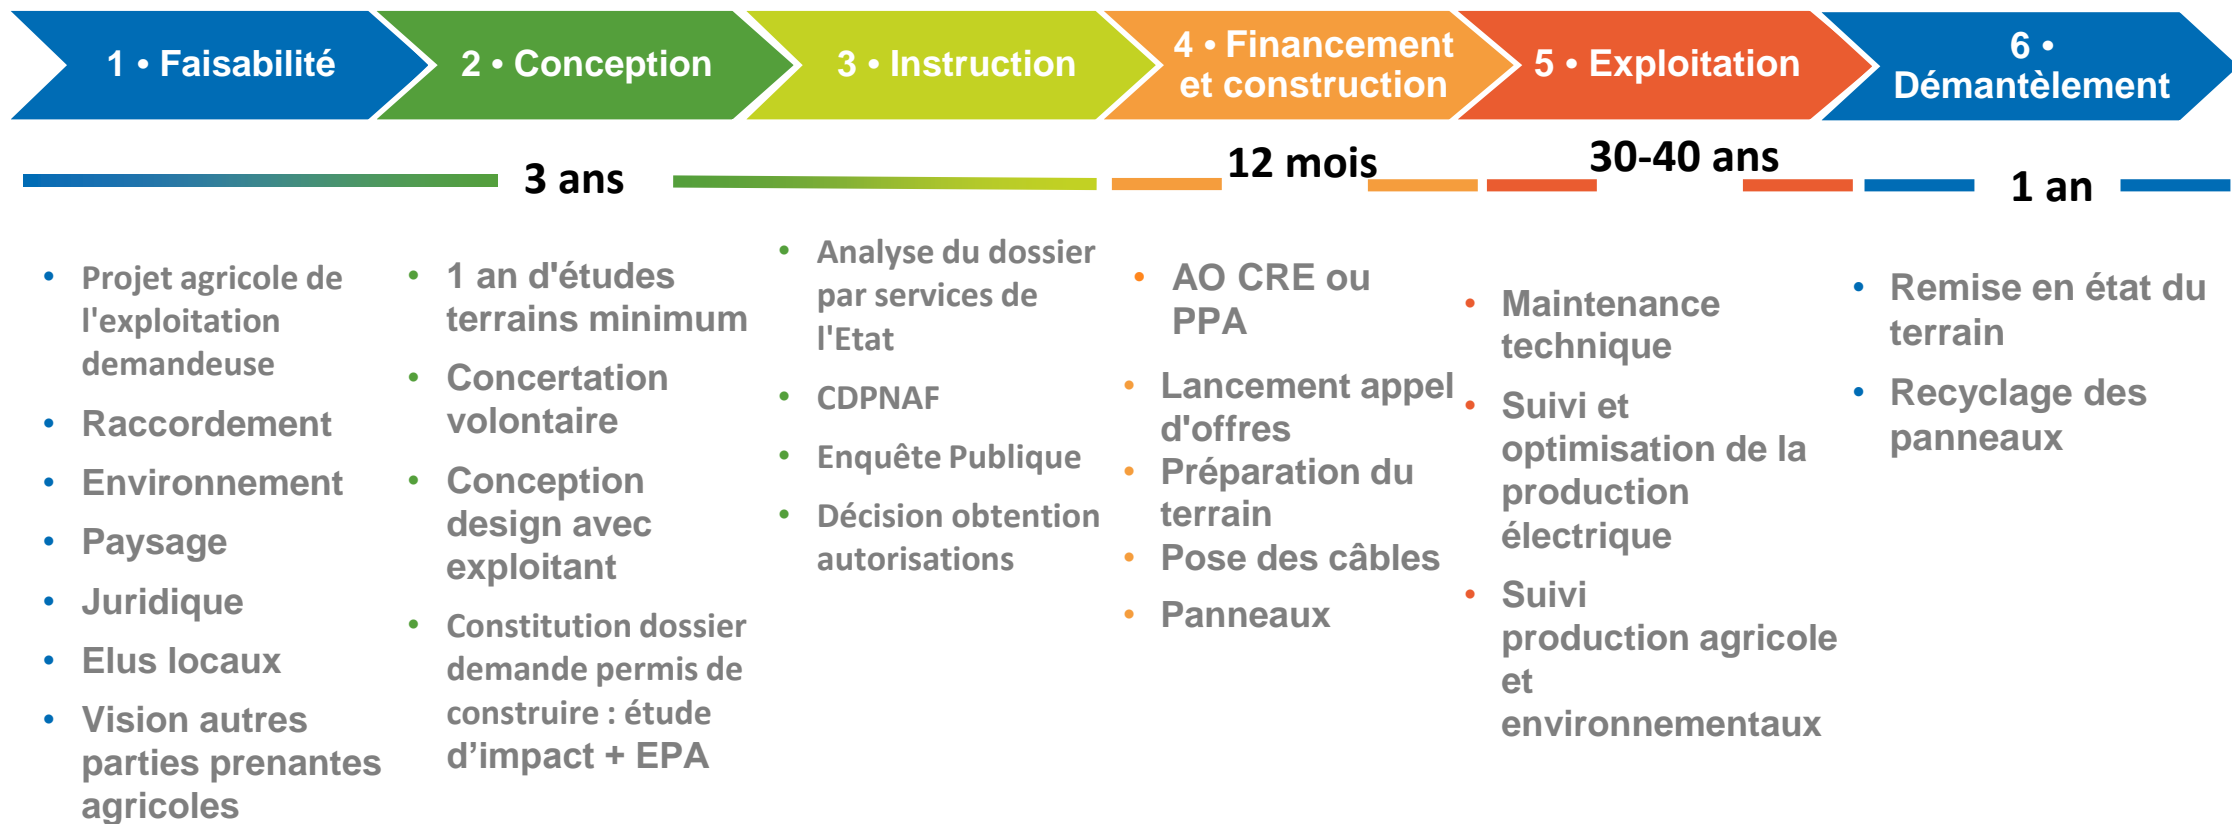 1 • Faisabilité
2 • Conception
3 • Instruction
4 • Financement
et construction
5 • Exploitation
6 •
Démantèlement
3 ans
12 mois
30-40 ans
1 an
• Projet agricole de
l'exploitation
demandeuse
• Raccordement
• Environnement
• Paysage
• Juridique
• Elus locaux
• Vision autres
parties prenantes
agricoles
• 1 an d'études
terrains minimum
• Concertation
volontaire
• Conception
design avec
exploitant
• Constitution dossier
demande permis de
construire : étude
d’impact + EPA
• Analyse du dossier
par services de
l'Etat
• CDPNAF
• Enquête Publique
• Décision obtention
autorisations
• AO CRE ou
PPA
• Lancement appel
d'offres
• Préparation du
terrain
• Pose des câbles
• Panneaux
• Maintenance
technique
• Suivi et
optimisation de la
production
électrique
• Suivi
production agricole
et
environnementaux
• Remise en état du
terrain
• Recyclage des
panneaux